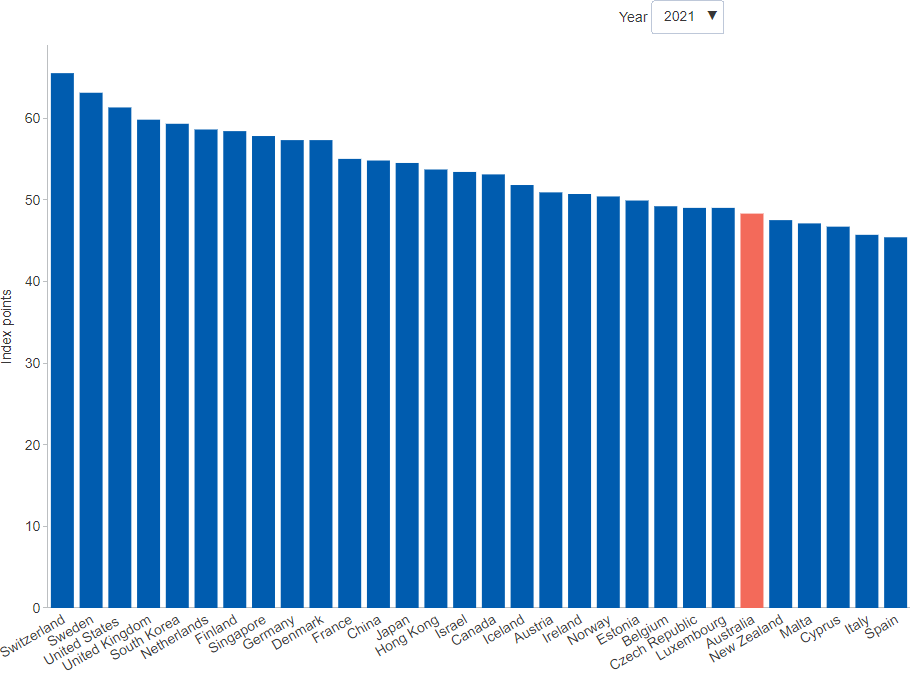 Year 2021 ▼
60
50
40
30
20
10
0
Index points
Switzerland
Sweden
United States
United Kingdom
South Korea
Netherlands
Finland
Singapore
Germany
Denmark
France
China
Japan
Hong Kong
Israel
Canada
Iceland
Austria
Ireland
Norway
Estonia
Belgium
Czech Republic
Luxembourg
Australia
New Zealand
Malta
Cyprus
Italy
Spain